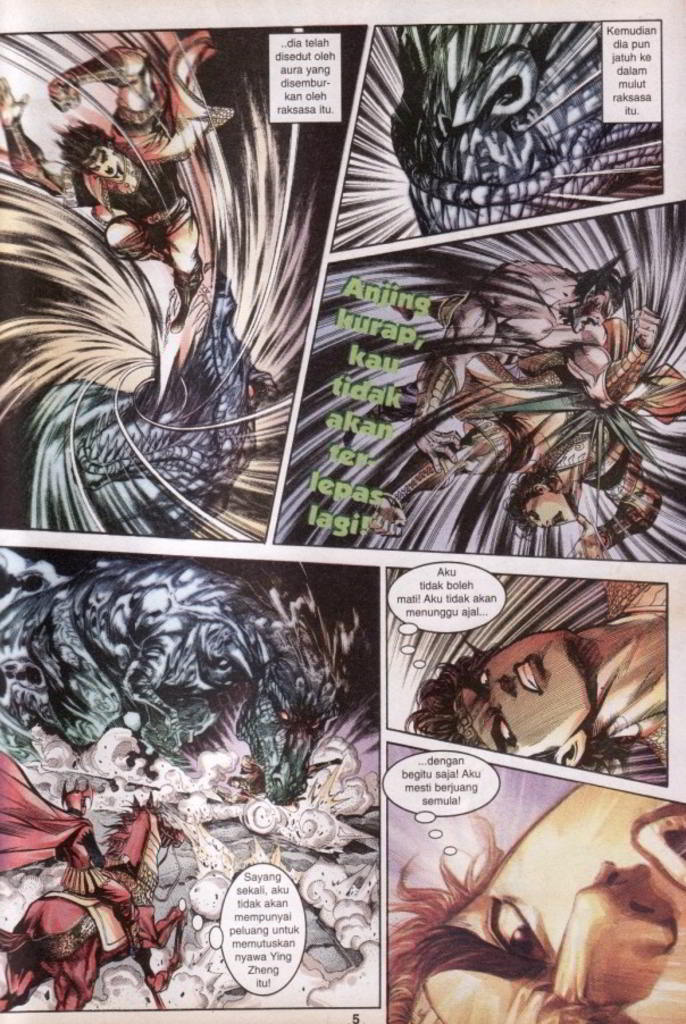 ..dia telah
disedut oleh
aura yang
disembur-
kan oleh
raksasa itu.
Kemudian
dia pun
jatuh ke
dalam
mulut
raksasa
itu.
Anjing
kurap,
kau
tidak
akan
ter-
lepas
lagi!
Aku
tidak boleh
mati! Aku tidak akan
menunggu ajal...
...dengan
begitu saja! Aku
mesti berjuang
semula!
Sayang
sekali, aku
tidak akan
mempunyai
peluang untuk
memutuskan
nyawa Ying
Zheng
itu!
5